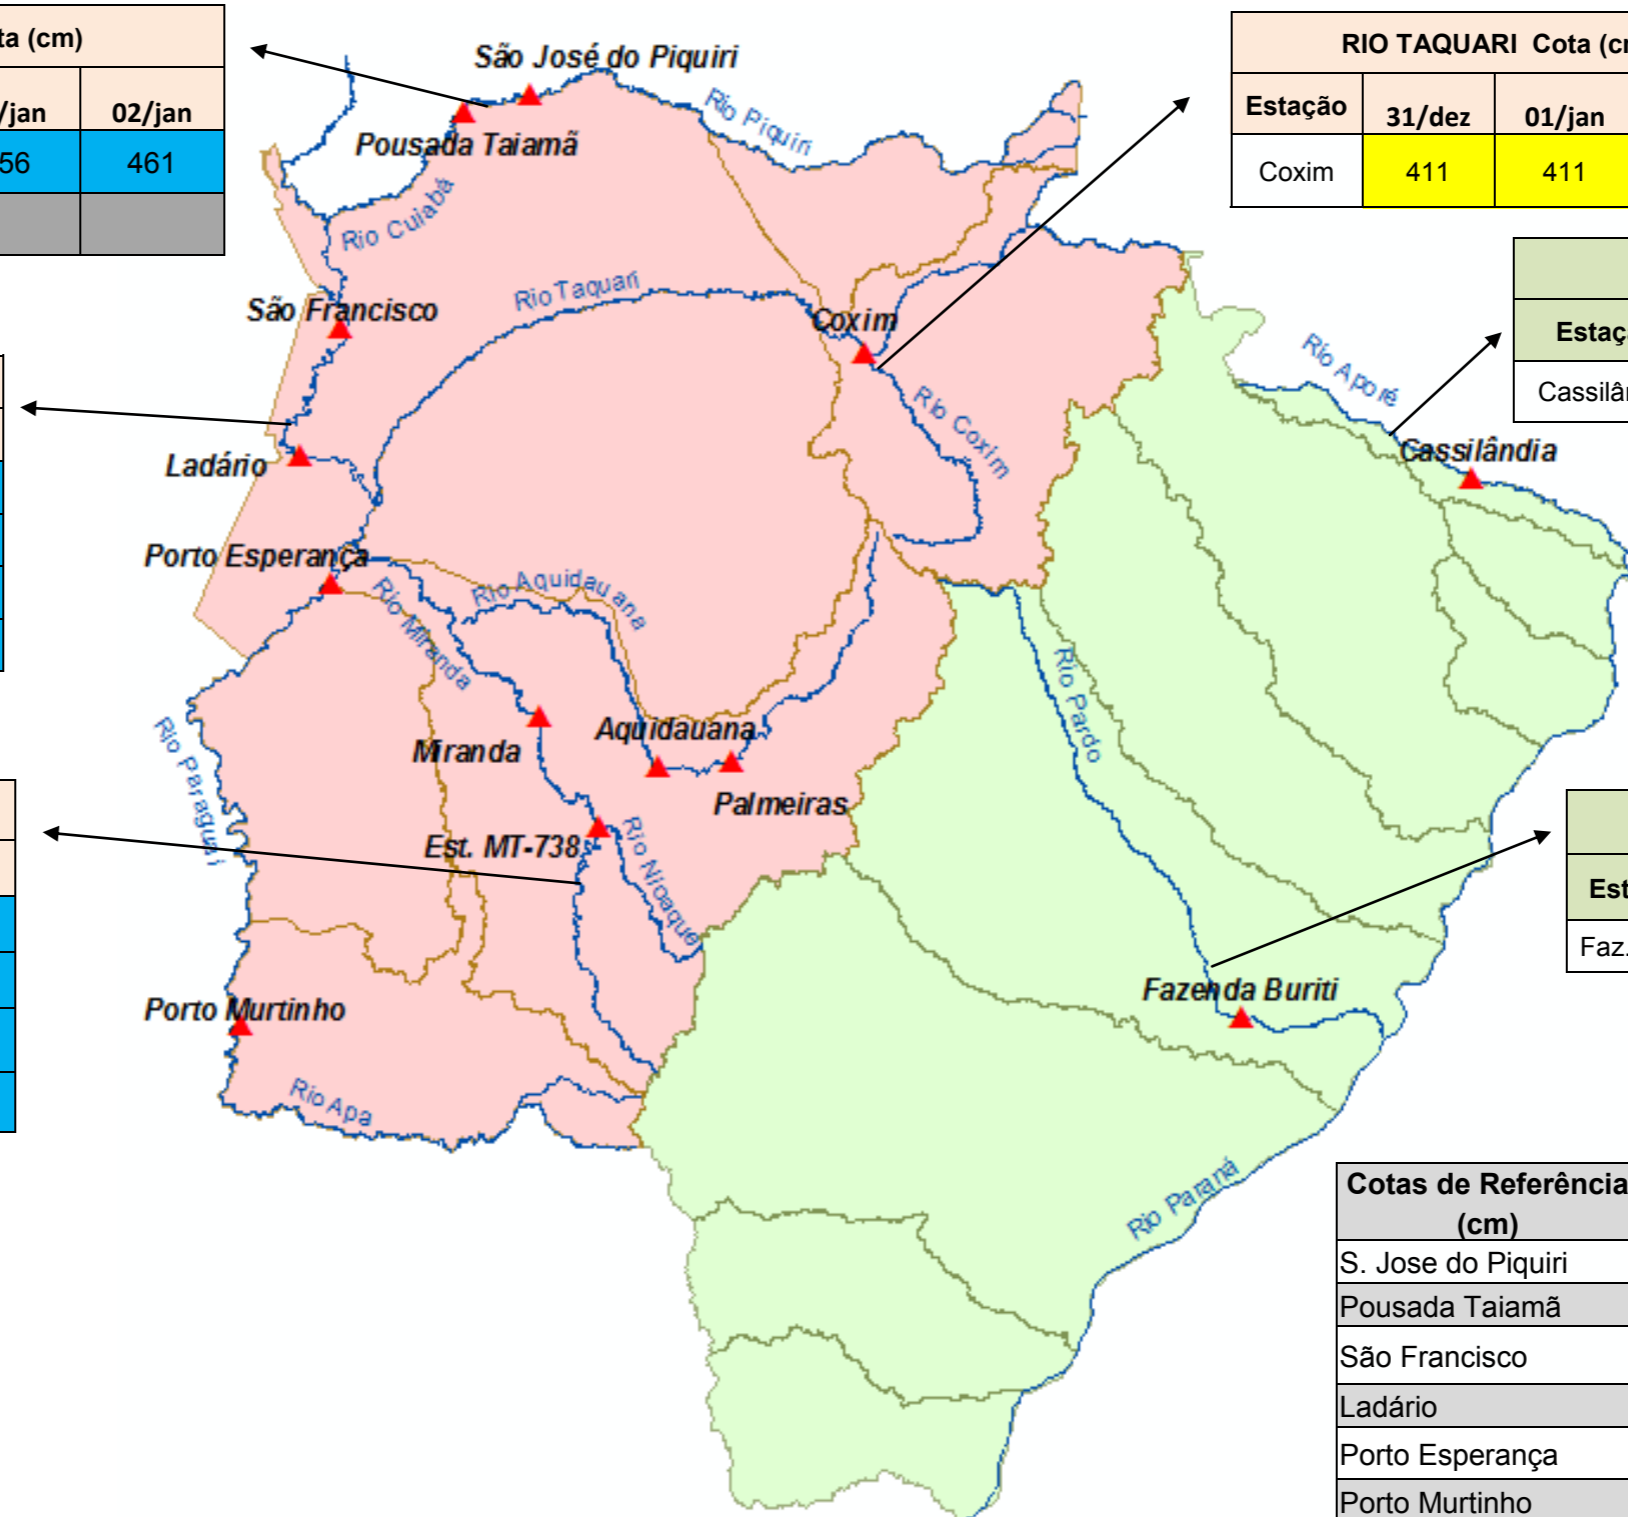 ta (cm)
/jan 02/jan
56 461
RIO TAQUARI Cota (c
Estação 31/dez 01/jan
Coxim 411 411
Estaç
Cassilâ
Est
Faz.
São José do Piquiri
Pousada Taiamã
Rio Piquiri
Rio Cuiabá
São Francisco
Rio Taquari
Coxim
Rio Coxim
Rio Aporé
Cassilândia
Ladário
Porto Esperança
Rio Miranda
Rio Aquidauana
Rio Pardo
Miranda
Aquidauana
Palmeiras
Rio Paraguai
Est. MT-738
Rio Nioaque
Porto Murtinho
Fazenda Buriti
Rio Apa
Rio Paraná
Cotas de Referência
(cm)
S. Jose do Piquiri
Pousada Taiamã
São Francisco
Ladário
Porto Esperança
Porto Murtinho